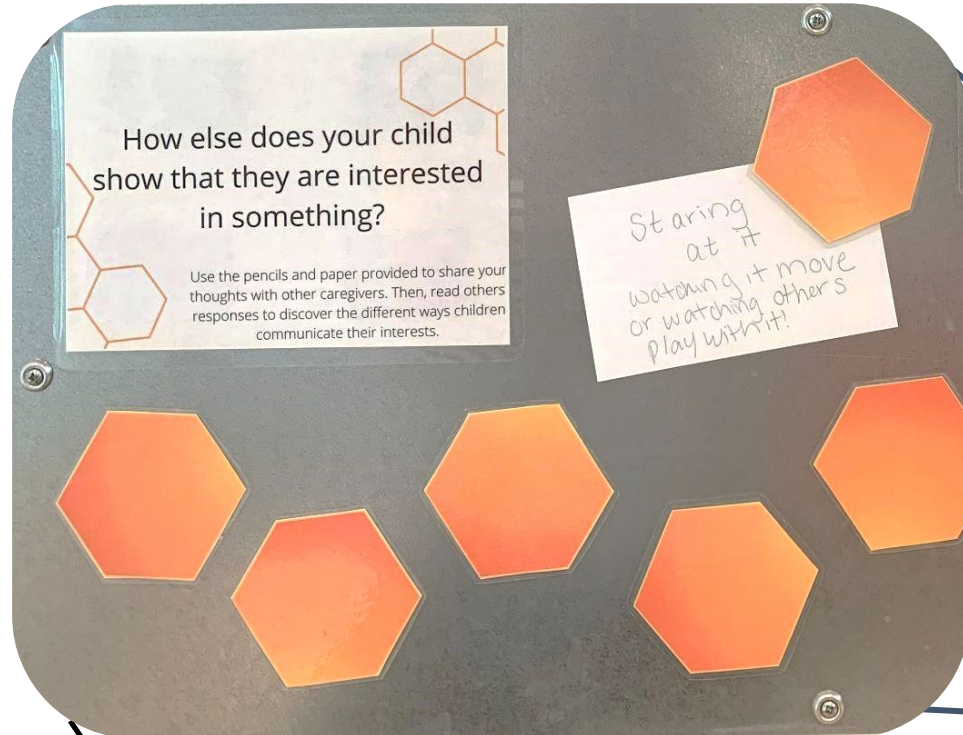 How else does your child
show that they are interested
in something?
Use the pencils and paper provided to share your
thoughts with other caregivers. Then, read others
responses to discover the different ways children
communicate their interests.
Staring
at it
watching it move
or watching others
play with it!